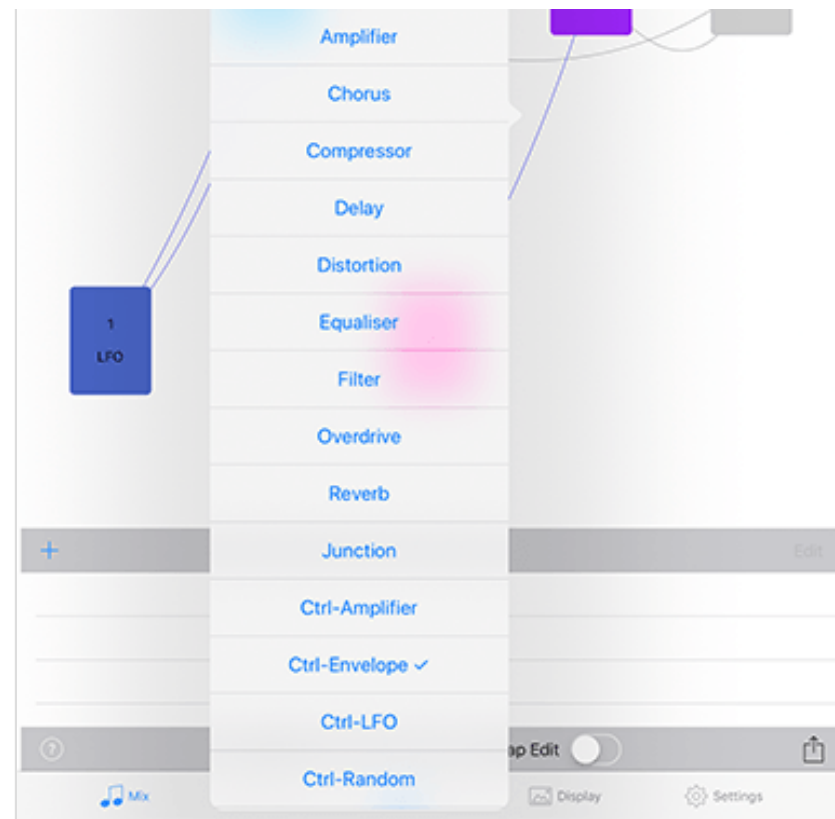 Amplifier
Chorus
Compressor
Delay
Distortion
1
Equaliser
LFO
Filter
Overdrive
Reverb
+
Junction
Edit
Ctrl-Amplifier
Ctrl-Envelope ✓
Ctrl-LFO
?
ap Edit
Ctrl-Random
Mix
Display
Settings